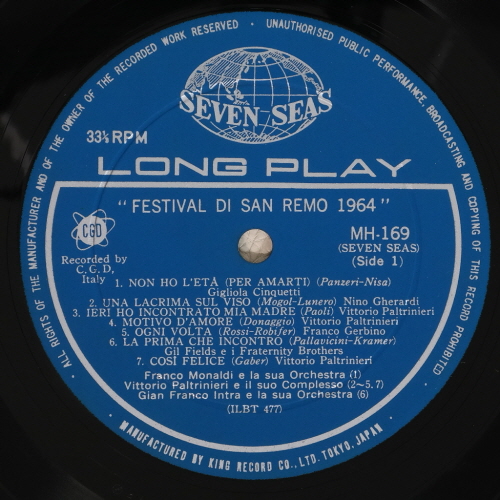 ALL RIGHTS OF THE MANUFACTURER AND OF THE OWNER OF THE RECORDED WORK RESERVED · UNAUTHORISED PUBLIC PERFORMANCE, BROADCASTING AND COPYING OF THIS RECORD PROHIBITED ·
SEVEN SEAS
33⅓ RPM
LONG PLAY
"FESTIVAL DI SAN REMO 1964"
CGD
Recorded by
C.G.D,
Italy
MH-169
(SEVEN SEAS)
(Side 1)
1. NON HO L'ETÀ (PER AMARTI) (Panzeri-Nisa)
Gigliola Cinquetti
2. UNA LACRIMA SUL VISO (Mogol-Lunero) Nino Gherardi
3. IERI HO INCONTRATO MIA MADRE (Paoli) Vittorio Paltrinieri
4. MOTIVO D'AMORE (Donaggio) Vittorio Paltrinieri
5. OGNI VOLTA (Rossi-Robifer) Franco Gerbino
6. LA PRIMA CHE INCONTRO (Pallavicini-Kramer)
Gil Fields e i Fraternity Brothers
7. COSÌ FELICE (Gaber) Vittorio Paltrinieri
Franco Monaldi e la sua Orchestra (1)
Vittorio Paltrinieri e il suo Complesso (2~5, 7)
Gian Franco Intra e la sua Orchestra (6)
(ILBT 477)
· MANUFACTURED BY KING RECORD CO., LTD. TOKYO, JAPAN ·